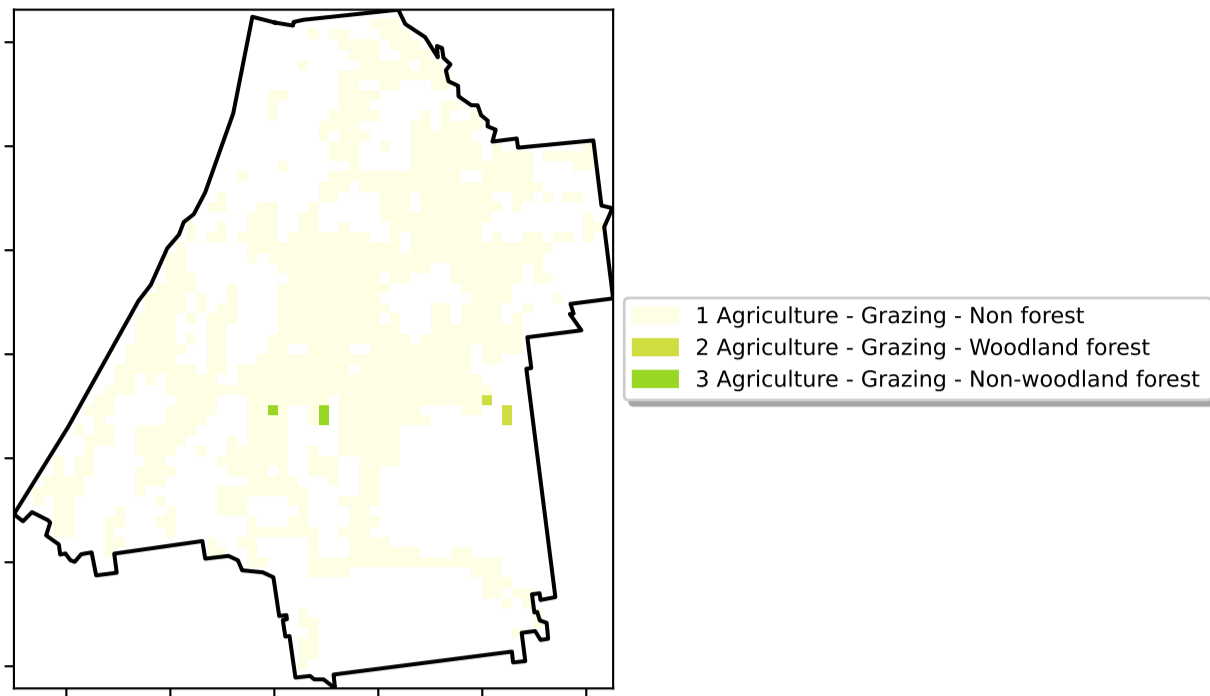 1 Agriculture - Grazing - Non forest
2 Agriculture - Grazing - Woodland forest
3 Agriculture - Grazing - Non-woodland forest